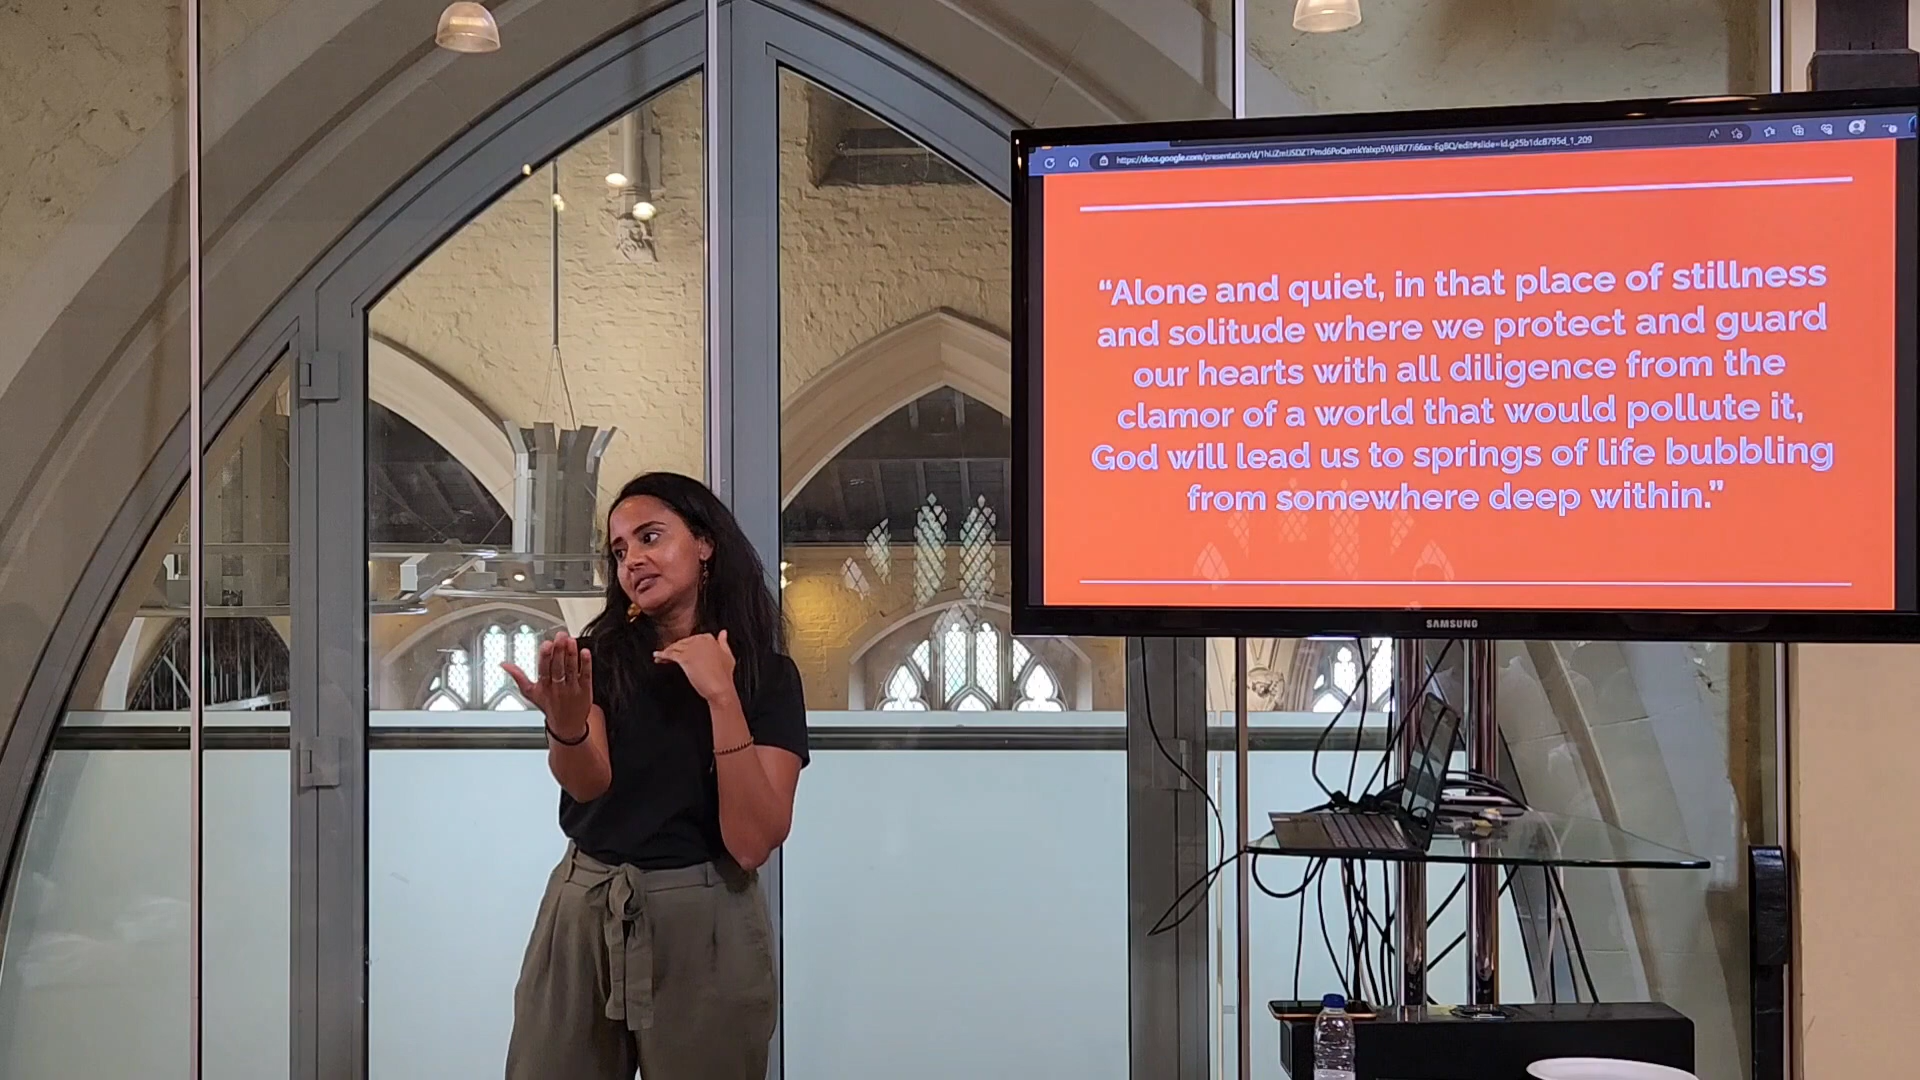 “Alone and quiet, in that place of stillness
and solitude where we protect and guard
our hearts with all diligence from the
clamor of a world that would pollute it,
God will lead us to springs of life bubbling
from somewhere deep within.”
SAMSUNG